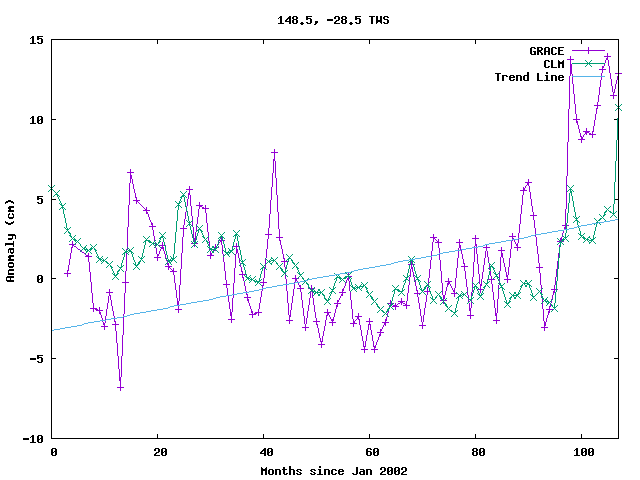 148.5, -28.5 TWS
15
10
5
0
-5
-10
Anomaly (cm)
GRACE
CLM
Trend Line
0 20 40 60 80 100
Months since Jan 2002